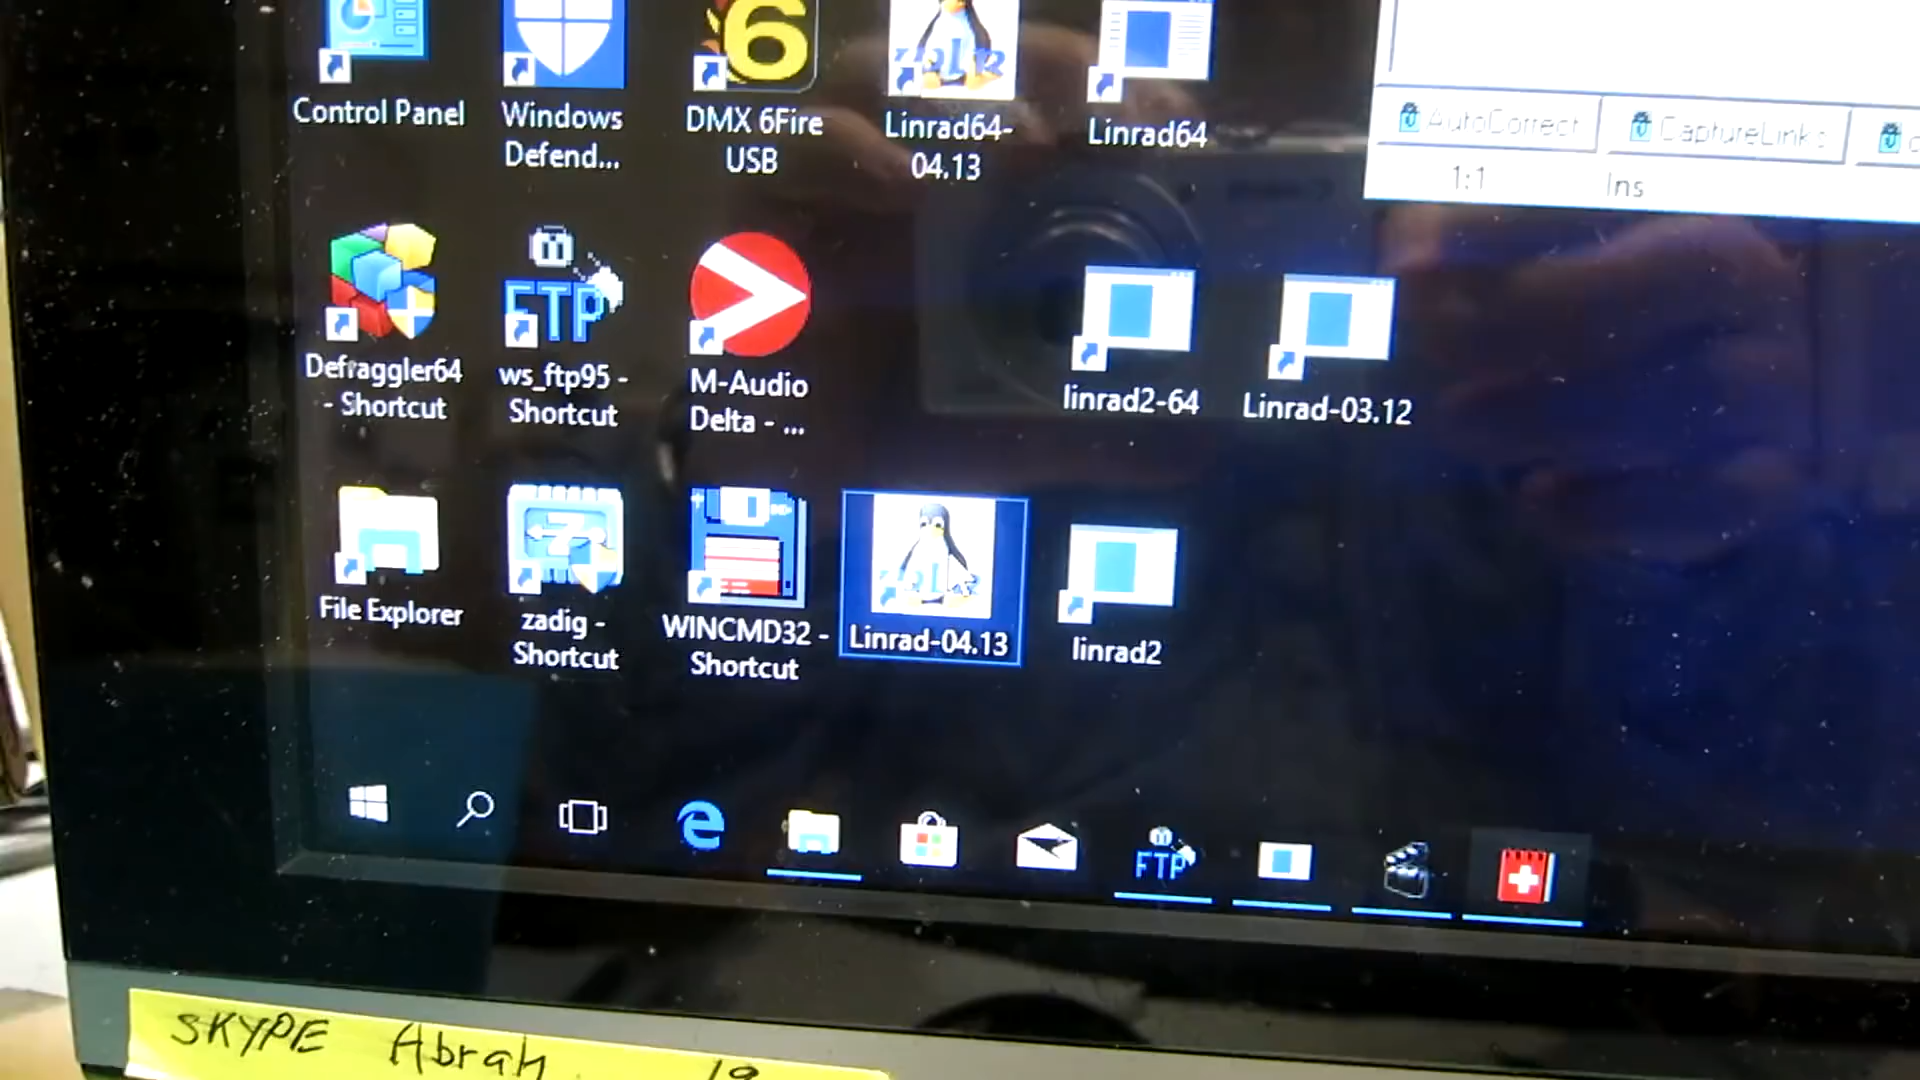 Control Panel
Windows
Defend...
DMX 6Fire
USB
Linrad64-
04.13
Linrad64
AutoCorrect
CaptureLinks
1:1
Ins
Defraggler64
- Shortcut
FTP
ws_ftp95 -
Shortcut
M-Audio
Delta - ...
linrad2-64
Linrad-03.12
File Explorer
zadig -
Shortcut
WINCMD32 -
Shortcut
Linrad-04.13
linrad2
FTP
SKYPE Abrah